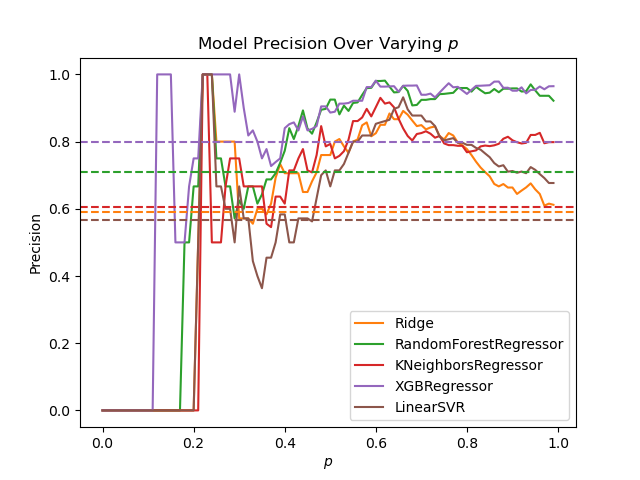 Model Precision Over Varying p
Precision
1.0
0.8
0.6
0.4
0.2
0.0
0.0 0.2 0.4 0.6 0.8 1.0
p
Ridge
RandomForestRegressor
KNeighborsRegressor
XGBRegressor
LinearSVR